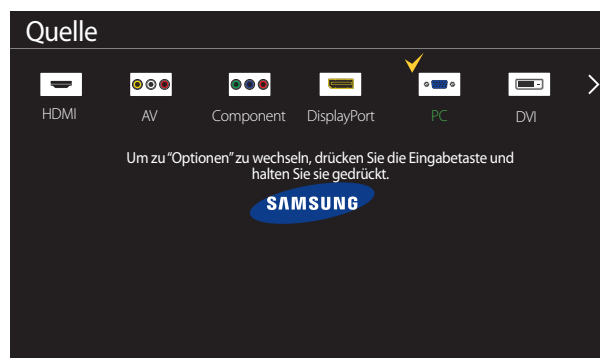 Quelle
HDMI AV Component DisplayPort PC DVI
Um zu "Optionen" zu wechseln, drücken Sie die Eingabetaste und
halten Sie sie gedrückt.
SAMSUNG